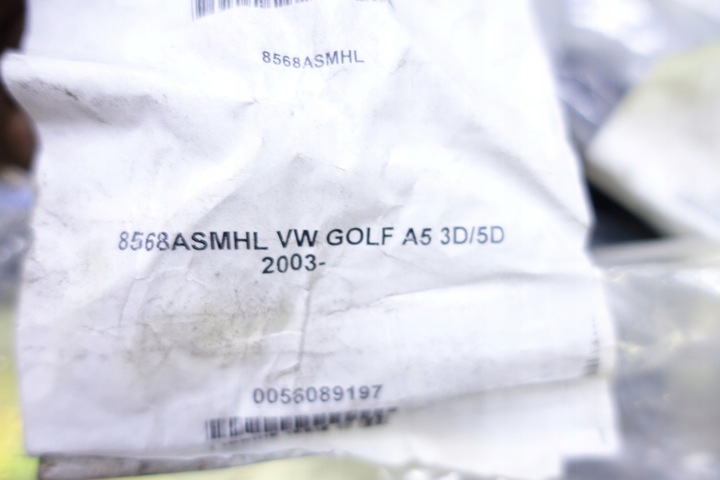 8568ASMHL
8568ASMHL VW GOLF A5 3D/5D
2003-
0056089197